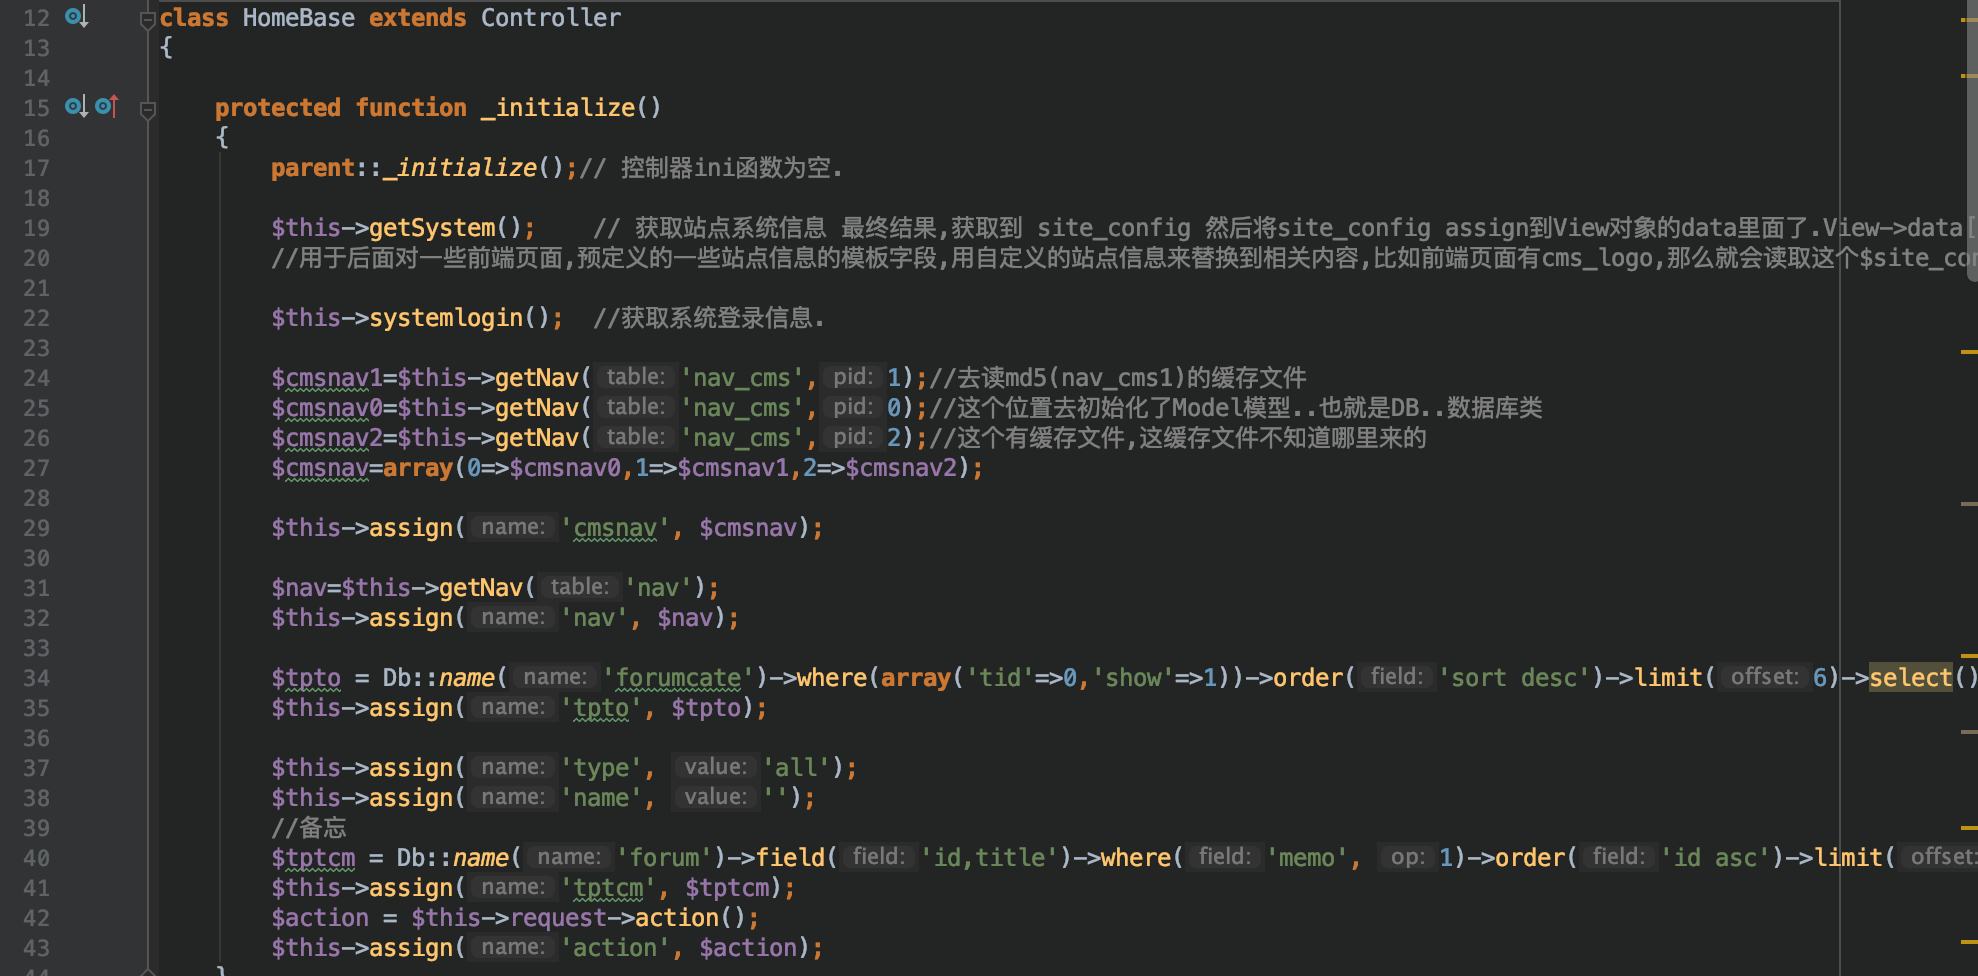 12 class HomeBase extends Controller
13 {
14
15 protected function _initialize()
16 {
17 parent::_initialize();// 控制器ini函数为空.
18
19 $this->getSystem();    // 获取站点系统信息 最终结果,获取到 site_config 然后将site_config assign到View对象的data里面了.View->data[
20 //用于后面对一些前端页面,预定义的一些站点信息的模板字段,用自定义的站点信息来替换到相关内容,比如前端页面有cms_logo,那么就会读取这个$site_con
21
22 $this->systemlogin();  //获取系统登录信息.
23
24 $cmsnav1=$this->getNav( table: 'nav_cms', pid: 1);//去读md5(nav_cms1)的缓存文件
25 $cmsnav0=$this->getNav( table: 'nav_cms', pid: 0);//这个位置去初始化了Model模型..也就是DB..数据库类
26 $cmsnav2=$this->getNav( table: 'nav_cms', pid: 2);//这个有缓存文件,这缓存文件不知道哪里来的
27 $cmsnav=array(0=>$cmsnav0,1=>$cmsnav1,2=>$cmsnav2);
28
29 $this->assign( name: 'cmsnav', $cmsnav);
30
31 $nav=$this->getNav( table: 'nav');
32 $this->assign( name: 'nav', $nav);
33
34 $tpto = Db::name( name: 'forumcate')->where(array('tid'=>0,'show'=>1))->order( field: 'sort desc')->limit( offset: 6)->select()
35 $this->assign( name: 'tpto', $tpto);
36
37 $this->assign( name: 'type', value: 'all');
38 $this->assign( name: 'name', value: '');
39 //备忘
40 $tptcm = Db::name( name: 'forum')->field( field: 'id,title')->where( field: 'memo', op: 1)->order( field: 'id asc')->limit( offset:
41 $this->assign( name: 'tptcm', $tptcm);
42 $action = $this->request->action();
43 $this->assign( name: 'action', $action);